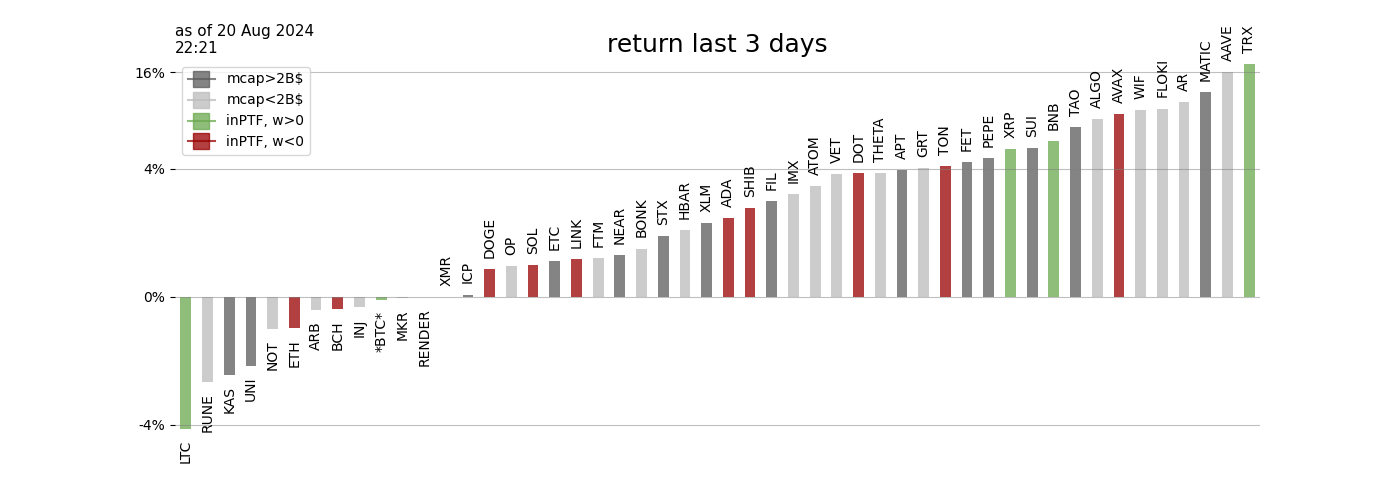 as of 20 Aug 2024
22:21
return last 3 days
mcap>2B$
mcap<2B$
inPTF, w>0
inPTF, w<0
16%
4%
0%
-4%
LTC
RUNE
KAS
UNI
NOT
ETH
ARB
BCH
INJ
*BTC*
MKR
RENDER
XMR
ICP
DOGE
OP
SOL
ETC
LINK
FTM
NEAR
BONK
STX
HBAR
XLM
ADA
SHIB
FIL
IMX
ATOM
VET
DOT
THETA
APT
GRT
TON
FET
PEPE
XRP
SUI
BNB
TAO
ALGO
AVAX
WIF
FLOKI
AR
MATIC
AAVE
TRX